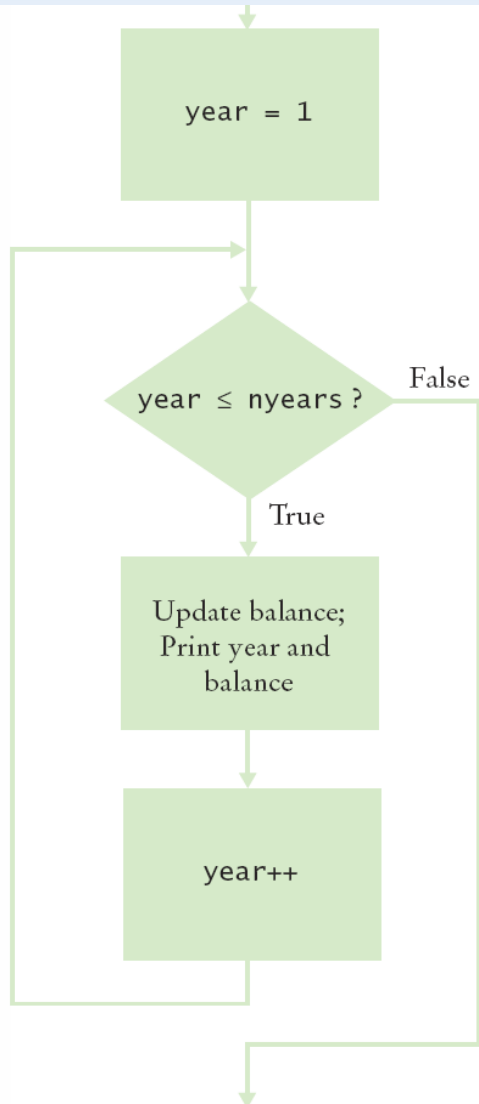 year = 1
year ≤ nyears ?
False
True
Update balance;
Print year and
balance
year++